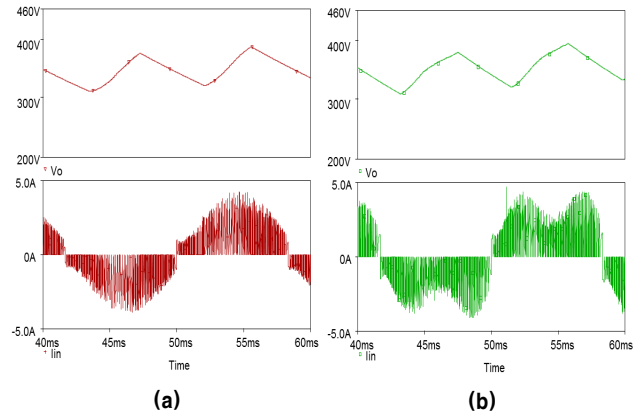 460V
400V
300V
200V
Vo
5.0A
0A
-5.0A
40ms
45ms
50ms
55ms
60ms
Iin
Time
(a)
460V
400V
300V
200V
Vo
5.0A
0A
-5.0A
40ms
45ms
50ms
55ms
60ms
Iin
Time
(b)